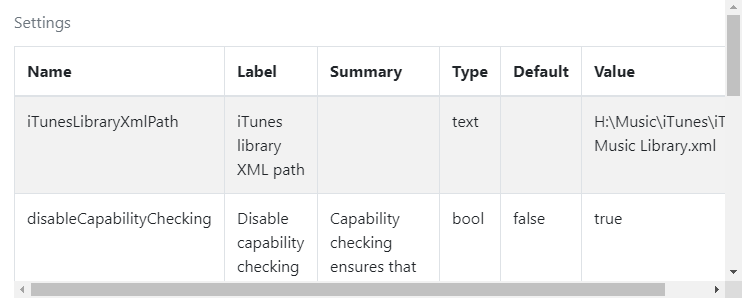 Settings
Name Label Summary Type Default Value
iTunesLibraryXmlPath iTunes text H:\Music\iTunes\iT
library Music Library.xml
XML path
disableCapabilityChecking Disable Capability bool false true
capability checking
checking ensures that